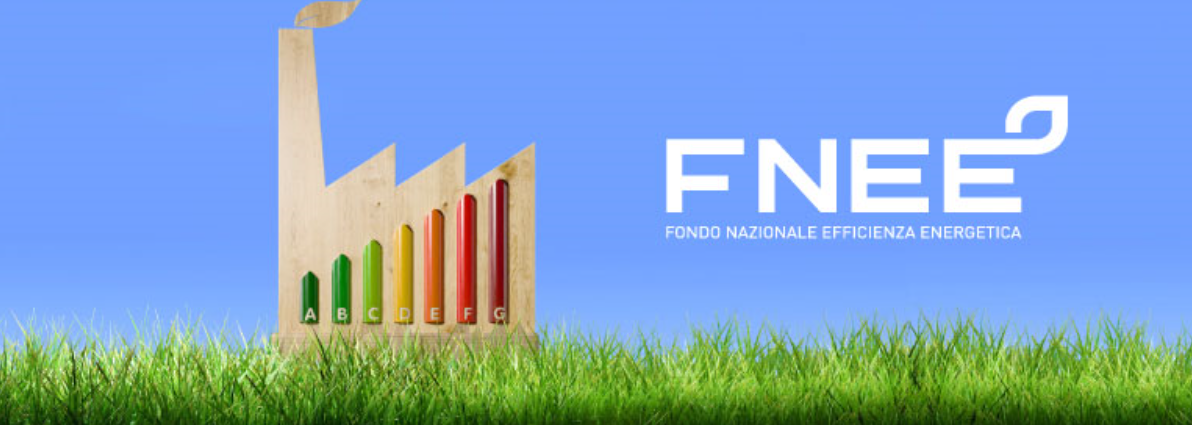 FNEE
FONDO NAZIONALE EFFICIENZA ENERGETICA
A B C D E F G